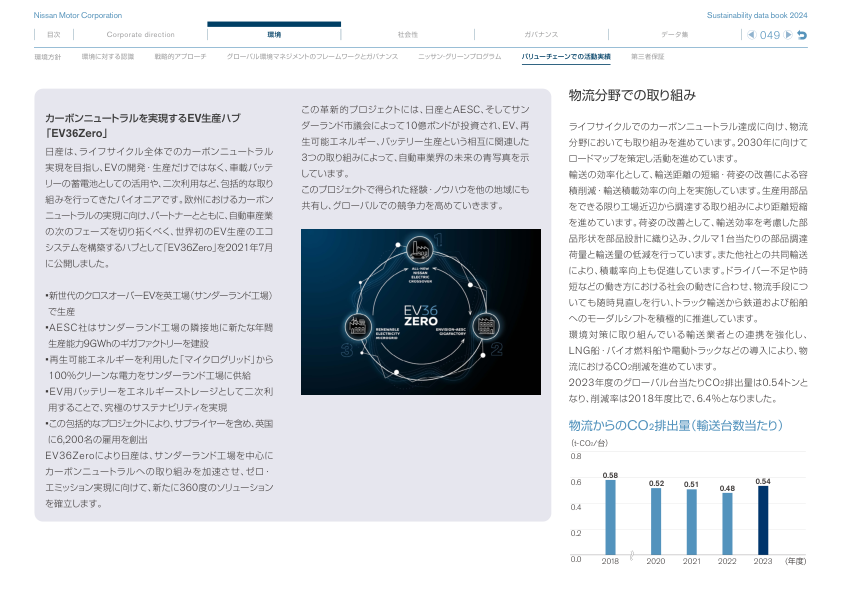 Nissan Motor Corporation
Sustainability data book 2024
目次
Corporate direction
環境
社会性
ガバナンス
データ集
049
環境方針
環境に対する認識
戦略的アプローチ
グローバル環境マネジメントのフレームワークとガバナンス
ニッサン・グリーンプログラム
バリューチェーンでの活動実績
第三者保証
カーボンニュートラルを実現するEV生産ハブ
「EV36Zero」
日産は、ライフサイクル全体でのカーボンニュートラル
実現を目指し、EVの開発・生産だけではなく、車載バッテ
リーの蓄電池としての活用や、二次利用など、包括的な取り
組みを行ってきたパイオニアです。欧州におけるカーボン
ニュートラルの実現に向け、パートナーとともに、自動車産業
の次のフェーズを切り拓くべく、世界初のEV生産のエコ
システムを構築するハブとして「EV36Zero」を2021年7月
に公開しました。
•新世代のクロスオーバーEVを英工場（サンダーランド工場）
で生産
•AESC社はサンダーランド工場の隣接地に新たな年間
生産能力9GWhのギガファクトリーを建設
•再生可能エネルギーを利用した「マイクログリッド」から
100%クリーンな電力をサンダーランド工場に供給
•EV用バッテリーをエネルギーストレージとして二次利
用することで、究極のサステナビリティを実現
•この包括的なプロジェクトにより、サプライヤーを含め、英国
に6,200名の雇用を創出
EV36Zeroにより日産は、サンダーランド工場を中心に
カーボンニュートラルへの取り組みを加速させ、ゼロ・
エミッション実現に向けて、新たに360度のソリューション
を確立します。
この革新的プロジェクトには、日産とAESC、そしてサン
ダーランド市議会によって10億ポンドが投資され、EV、再
生可能エネルギー、バッテリー生産という相互に関連した
3つの取り組みによって、自動車業界の未来の青写真を示
しています。
このプロジェクトで得られた経験・ノウハウを他の地域にも
共有し、グローバルでの競争力を高めていきます。
1
ALL-NEW
NISSAN
ELECTRIC
CROSSOVER
EV36
ZERO
RENEWABLE
ELECTRICITY
MICROGRID
ENVISION-AESC
GIGAFACTORY
3
2
物流分野での取り組み
ライフサイクルでのカーボンニュートラル達成に向け、物流
分野においても取り組みを進めています。2030年に向けて
ロードマップを策定し活動を進めています。
輸送の効率化として、輸送距離の短縮・荷姿の改善による容
積削減・輸送積載効率の向上を実施しています。生産用部品
をできる限り工場近辺から調達する取り組みにより距離短縮
を進めています。荷姿の改善として、輸送効率を考慮した部
品形状を部品設計に織り込み、クルマ1台当たりの部品調達
荷量と輸送量の低減を行っています。また他社との共同輸送
により、積載率向上も促進しています。ドライバー不足や時
短などの働き方における社会の動きに合わせ、物流手段につ
いても随時見直しを行い、トラック輸送から鉄道および船舶
へのモーダルシフトを積極的に推進しています。
環境対策に取り組んでいる輸送業者との連携を強化し、
LNG船・バイオ燃料船や電動トラックなどの導入により、物
流におけるCO2削減を進めています。
2023年度のグローバル台当たりCO2排出量は0.54トンと
なり、削減率は2018年度比で、6.4%となりました。
物流からのCO2排出量（輸送台数当たり）
(t-CO2/台)
0.8
0.6
0.4
0.2
0.0
0.58
0.52
0.51
0.48
0.54
2018
2020
2021
2022
2023
(年度)